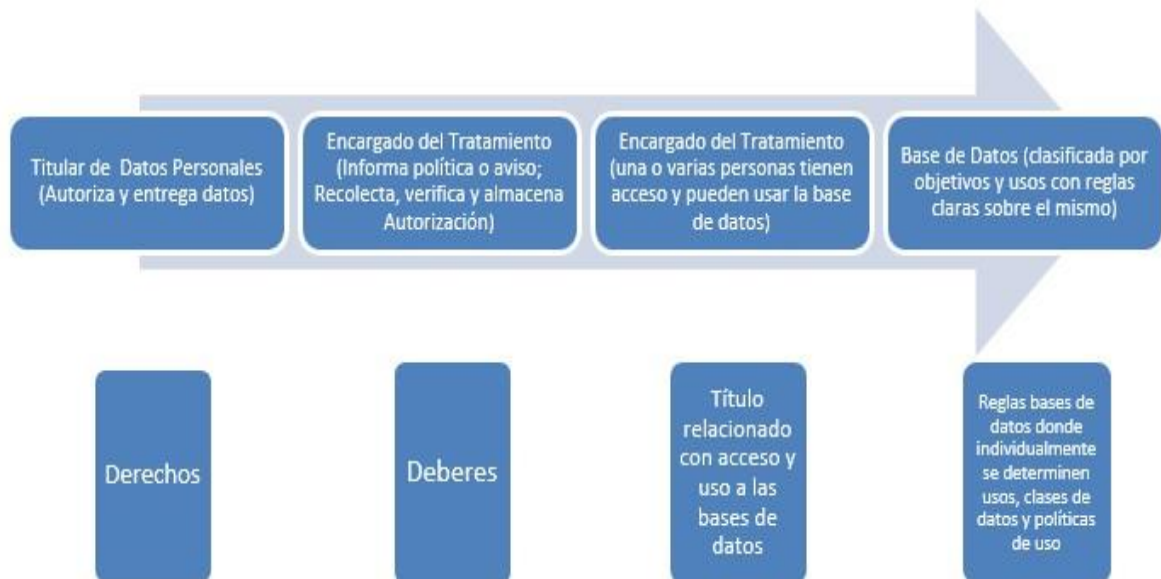 Titular de Datos Personales
(Autoriza y entrega datos)
Encargado del Tratamiento
(Informa política o aviso;
Recolecta, verifica y almacena
Autorización)
Encargado del Tratamiento
(una o varias personas tienen
acceso y pueden usar la base
de datos)
Base de Datos (clasificada por
objetivos y usos con reglas
claras sobre el mismo)
Derechos
Deberes
Título
relacionado
con acceso y
uso a las
bases de
datos
Reglas bases de
datos donde
individualmente
se determinen
usos, clases de
datos y políticas
de uso